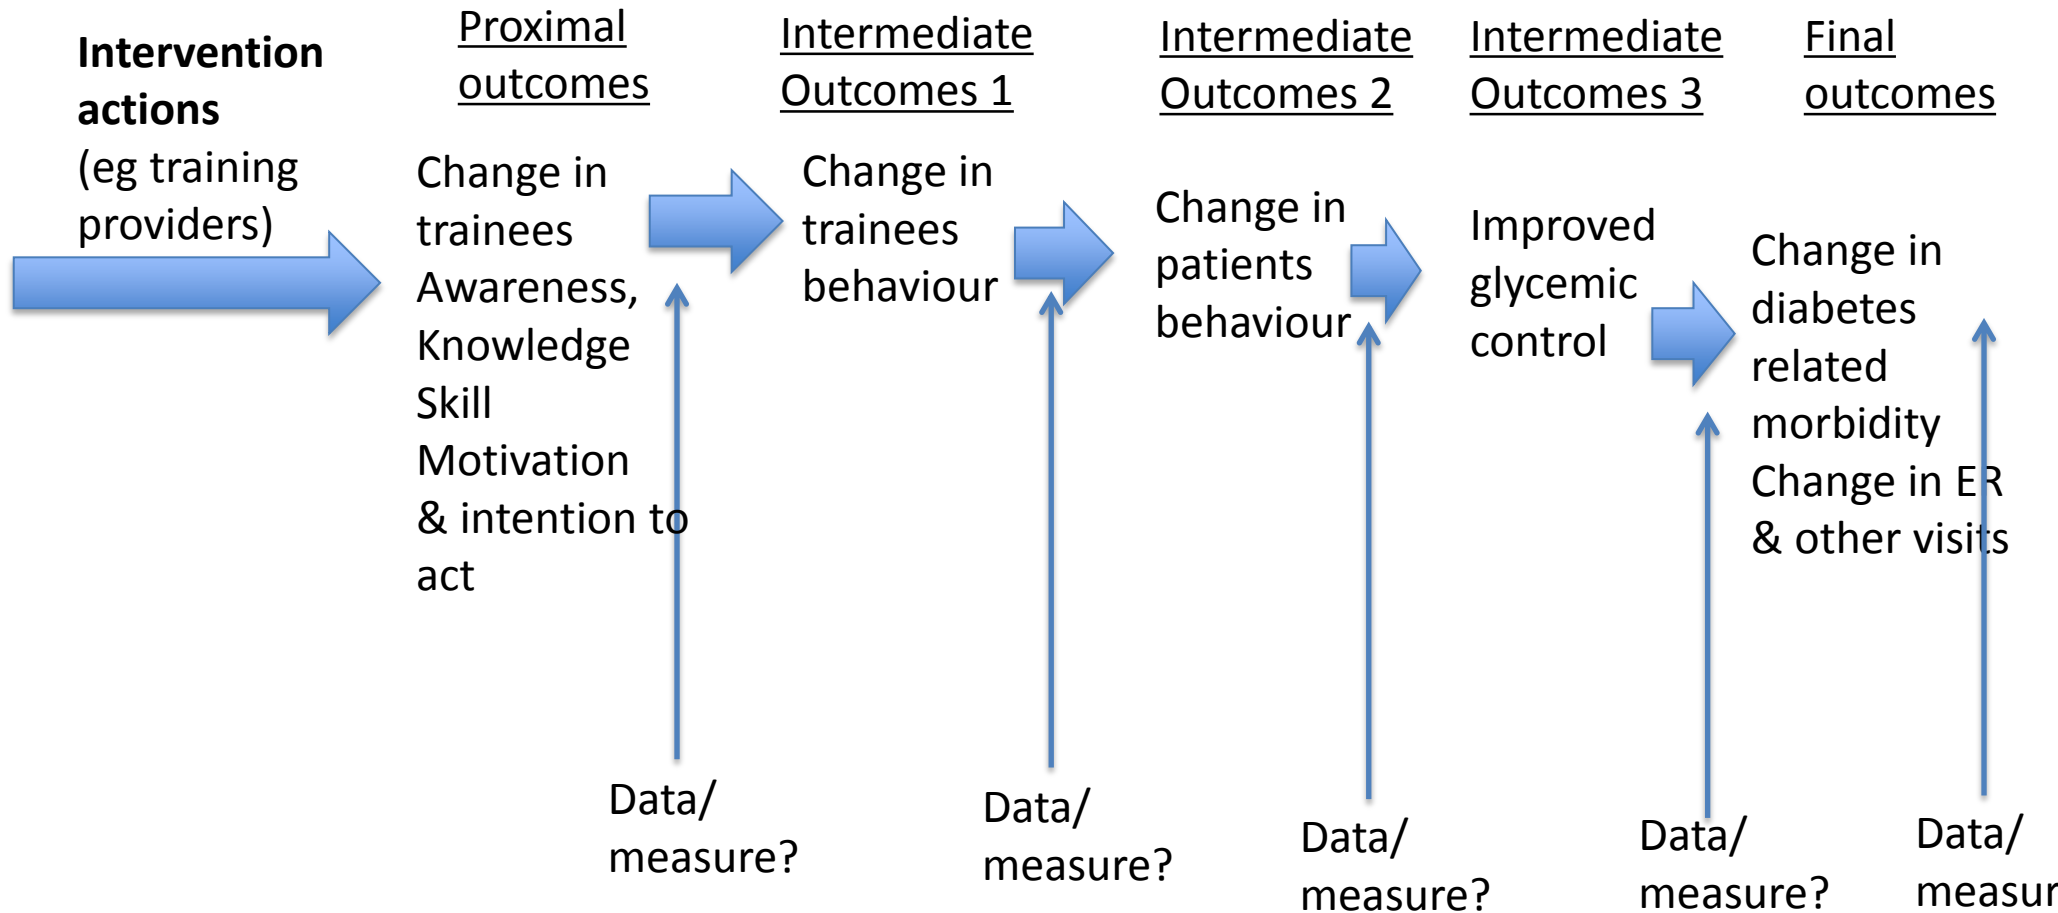 Intervention
actions
(eg training
providers)
Proximal
outcomes
Change in
trainees
Awareness,
Knowledge
Skill
Motivation
& intention to
act
Intermediate
Outcomes 1
Change in
trainees
behaviour
Intermediate
Outcomes 2
Change in
patients
behaviour
Intermediate
Outcomes 3
Improved
glycemic
control
Final
outcomes
Change in
diabetes
related
morbidity
Change in ER
& other visits
Data/
measure?
Data/
measure?
Data/
measure?
Data/
measure?
Data/
measur